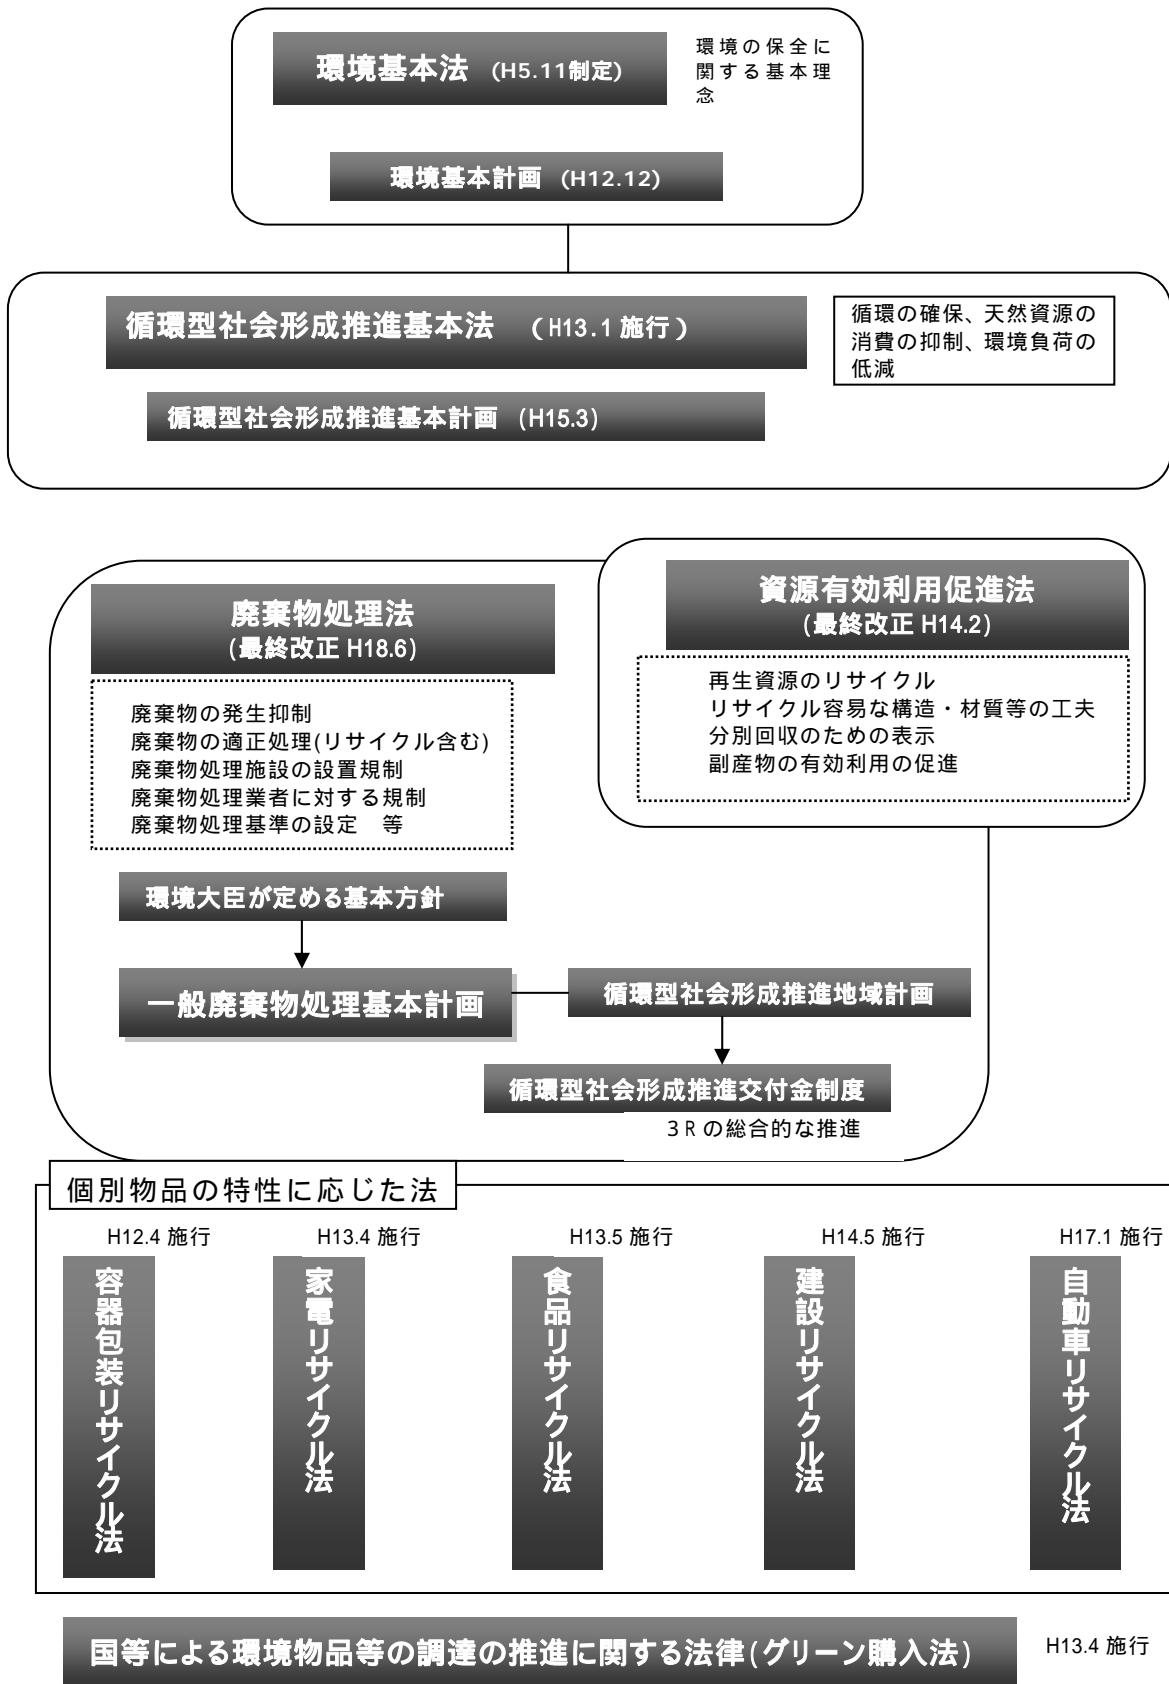 環境基本法 (H5.11制定)
環境の保全に
関する基本理
念
環境基本計画 (H12.12)
循環型社会形成推進基本法 （H13.1 施行）
循環の確保、天然資源の
消費の抑制、環境負荷の
低減
循環型社会形成推進基本計画 (H15.3)
廃棄物処理法
(最終改正 H18.6)
廃棄物の発生抑制
廃棄物の適正処理(リサイクル含む)
廃棄物処理施設の設置規制
廃棄物処理業者に対する規制
廃棄物処理基準の設定　等
資源有効利用促進法
(最終改正 H14.2)
再生資源のリサイクル
リサイクル容易な構造・材質等の工夫
分別回収のための表示
副産物の有効利用の促進
環境大臣が定める基本方針
一般廃棄物処理基本計画
循環型社会形成推進地域計画
循環型社会形成推進交付金制度
３Ｒの総合的な推進
個別物品の特性に応じた法
H12.4 施行
容器包装リサイクル法
H13.4 施行
家電リサイクル法
H13.5 施行
食品リサイクル法
H14.5 施行
建設リサイクル法
H17.1 施行
自動車リサイクル法
国等による環境物品等の調達の推進に関する法律(グリーン購入法)
H13.4 施行